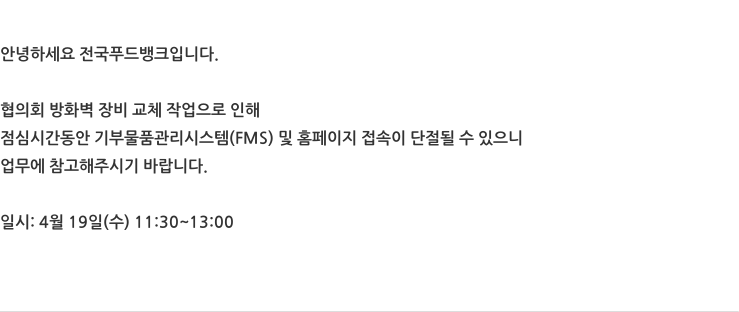 안녕하세요 전국푸드뱅크입니다.
협의회 방화벽 장비 교체 작업으로 인해
점심시간동안 기부물품관리시스템(FMS) 및 홈페이지 접속이 단절될 수 있으니
업무에 참고해주시기 바랍니다.
일시: 4월 19일(수) 11:30~13:00